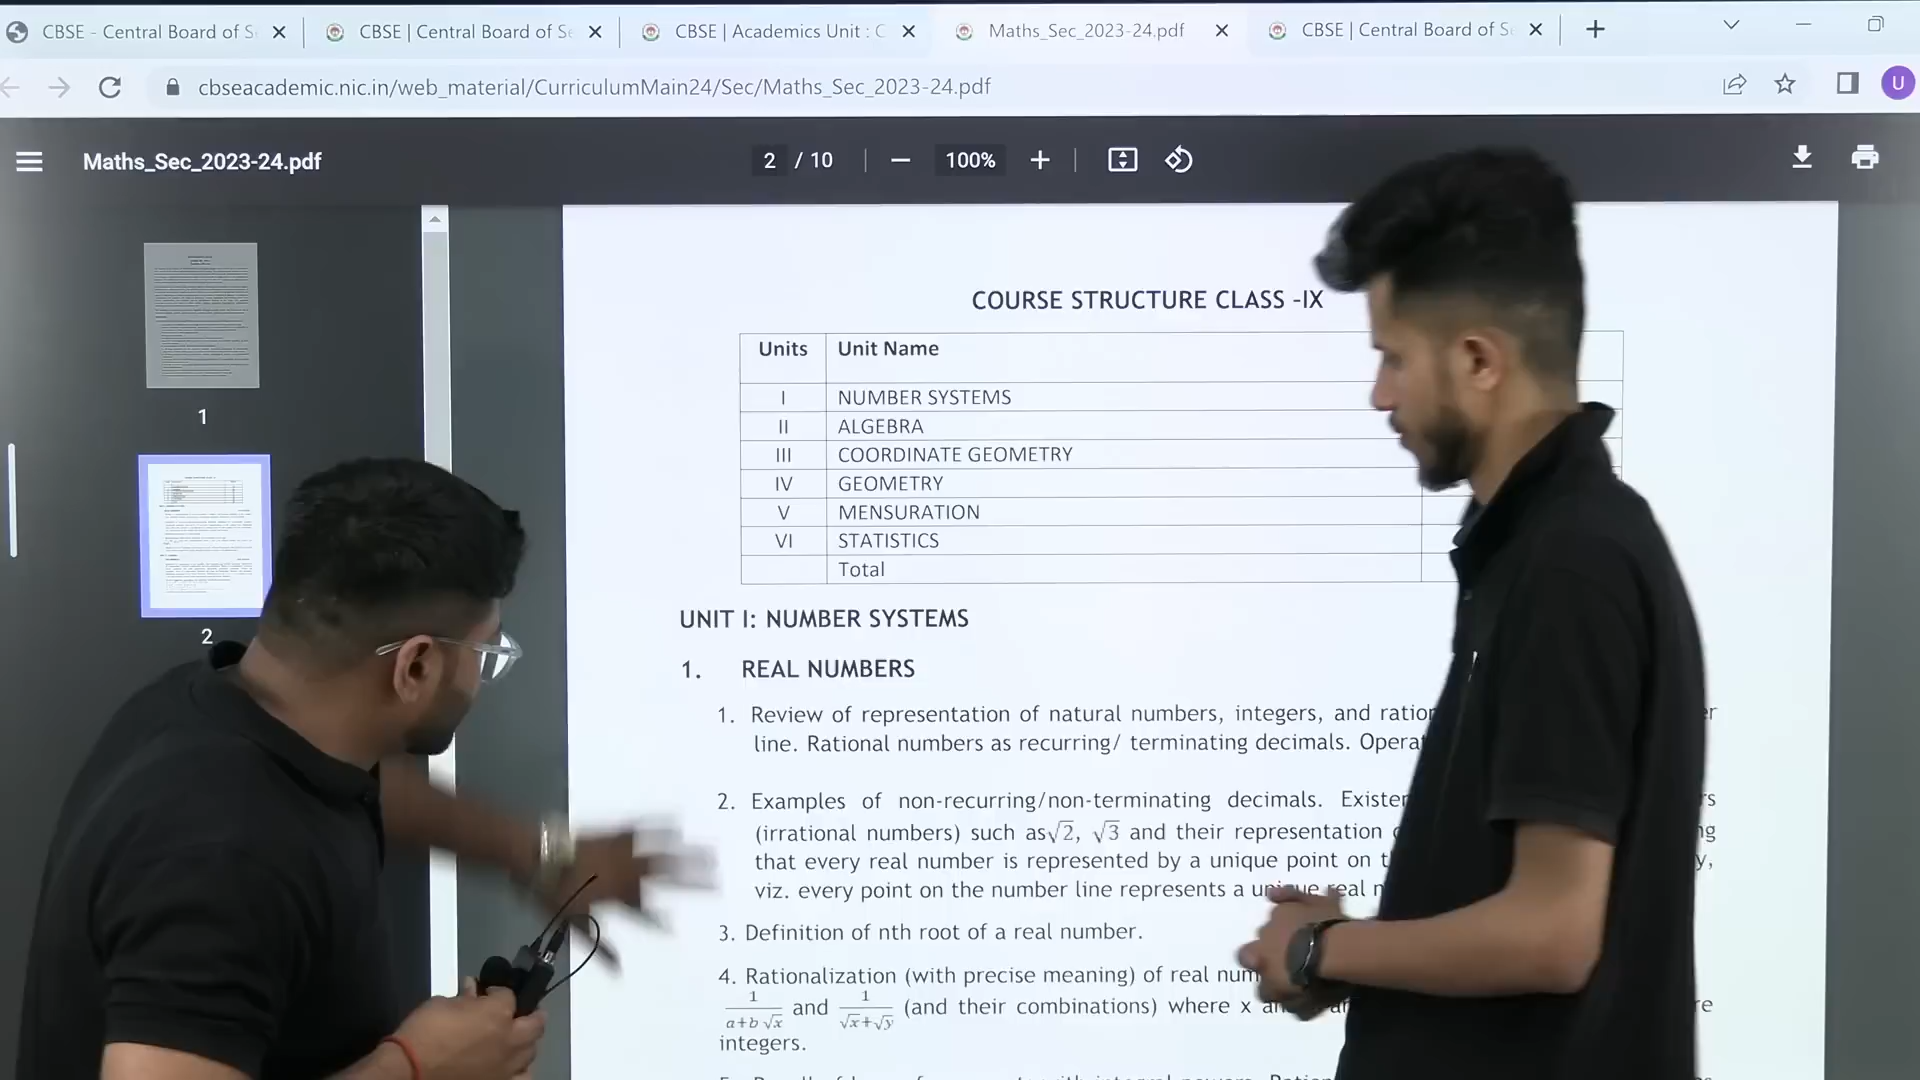 CBSE - Central Board of S
CBSE | Central Board of Se
CBSE | Academics Unit : C
Maths_Sec_2023-24.pdf
CBSE | Central Board of Se
cbseacademic.nic.in/web_material/CurriculumMain24/Sec/Maths_Sec_2023-24.pdf
U
Maths_Sec_2023-24.pdf
2 / 10
100%
1
2
COURSE STRUCTURE CLASS -IX
Units Unit Name
I NUMBER SYSTEMS
II ALGEBRA
III COORDINATE GEOMETRY
IV GEOMETRY
V MENSURATION
VI STATISTICS
Total
UNIT I: NUMBER SYSTEMS
1. REAL NUMBERS
1. Review of representation of natural numbers, integers, and
line. Rational numbers as recurring/ terminating decimals.
2. Examples of non-recurring/non-terminating decimals.
(irrational numbers) such as√2, √3 and their representation
that every real number is represented by a unique point on
viz. every point on the number line represents a unique real
3. Definition of nth root of a real number.
4. Rationalization (with precise meaning) of real
1/(a+b√x) and 1/(√x+√y) (and their combinations) where x
integers.